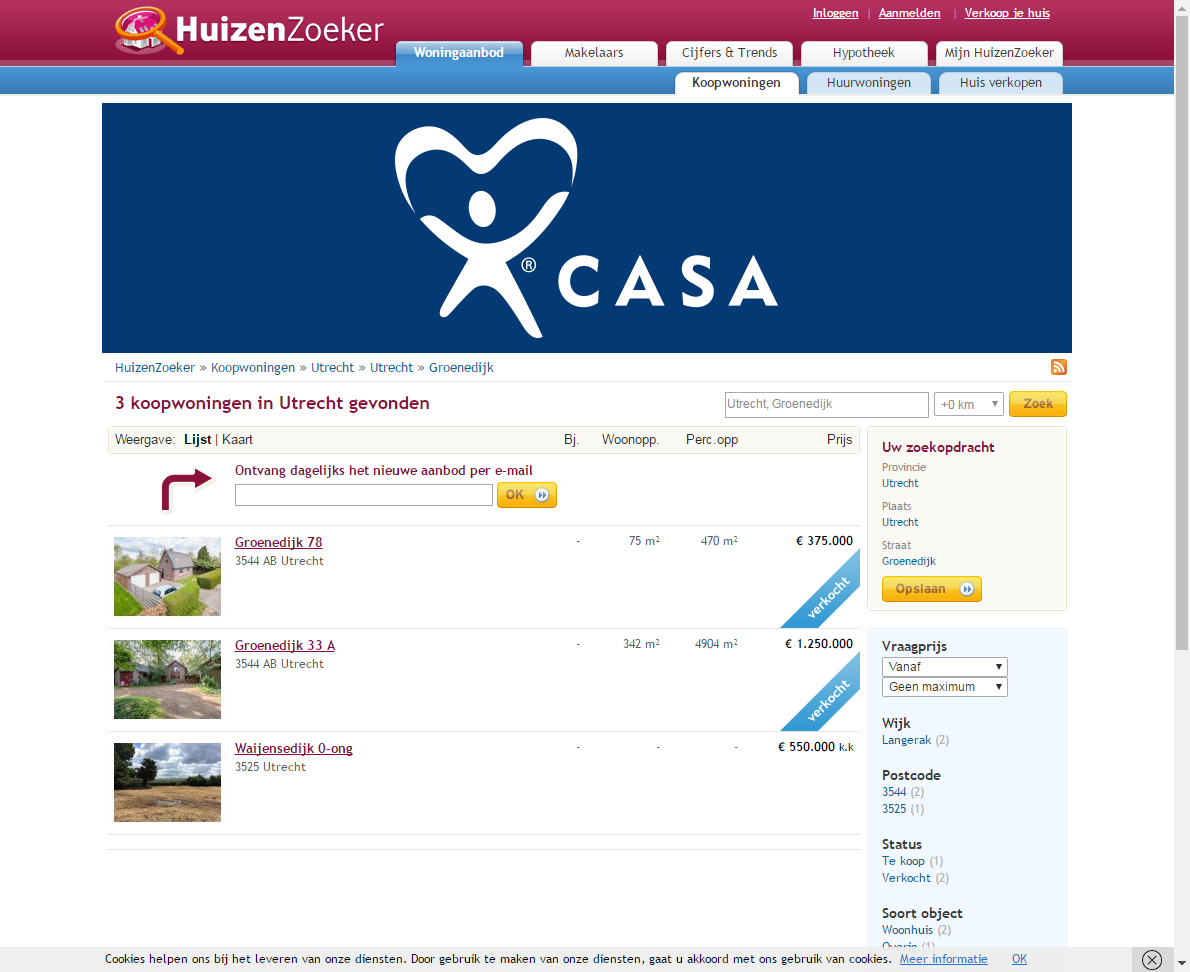 Inloggen | Aanmelden | Verkoop je huis
HuizenZoeker
Woningaanbod Makelaars Cijfers & Trends Hypotheek Mijn HuizenZoeker
Koopwoningen Huurwoningen Huis verkopen
® CASA
HuizenZoeker » Koopwoningen » Utrecht » Utrecht » Groenedijk
3 koopwoningen in Utrecht gevonden
Utrecht, Groenedijk +0 km Zoek
Weergave: Lijst | Kaart Bj. Woonopp. Perc.opp Prijs
Ontvang dagelijks het nieuwe aanbod per e-mail
OK
Groenedijk 78 - 75 m² 470 m² € 375.000
3544 AB Utrecht
verkocht
Groenedijk 33 A - 342 m² 4904 m² € 1.250.000
3544 AB Utrecht
verkocht
Waijensedijk 0-ong - - - € 550.000 k.k
3525 Utrecht
Uw zoekopdracht
Provincie
Utrecht
Plaats
Utrecht
Straat
Groenedijk
Opslaan
Vraagprijs
Vanaf
Geen maximum
Wijk
Langerak (2)
Postcode
3544 (2)
3525 (1)
Status
Te koop (1)
Verkocht (2)
Soort object
Woonhuis (2)
Overig (1)
Cookies helpen ons bij het leveren van onze diensten. Door gebruik te maken van onze diensten, gaat u akkoord met ons gebruik van cookies. Meer informatie OK